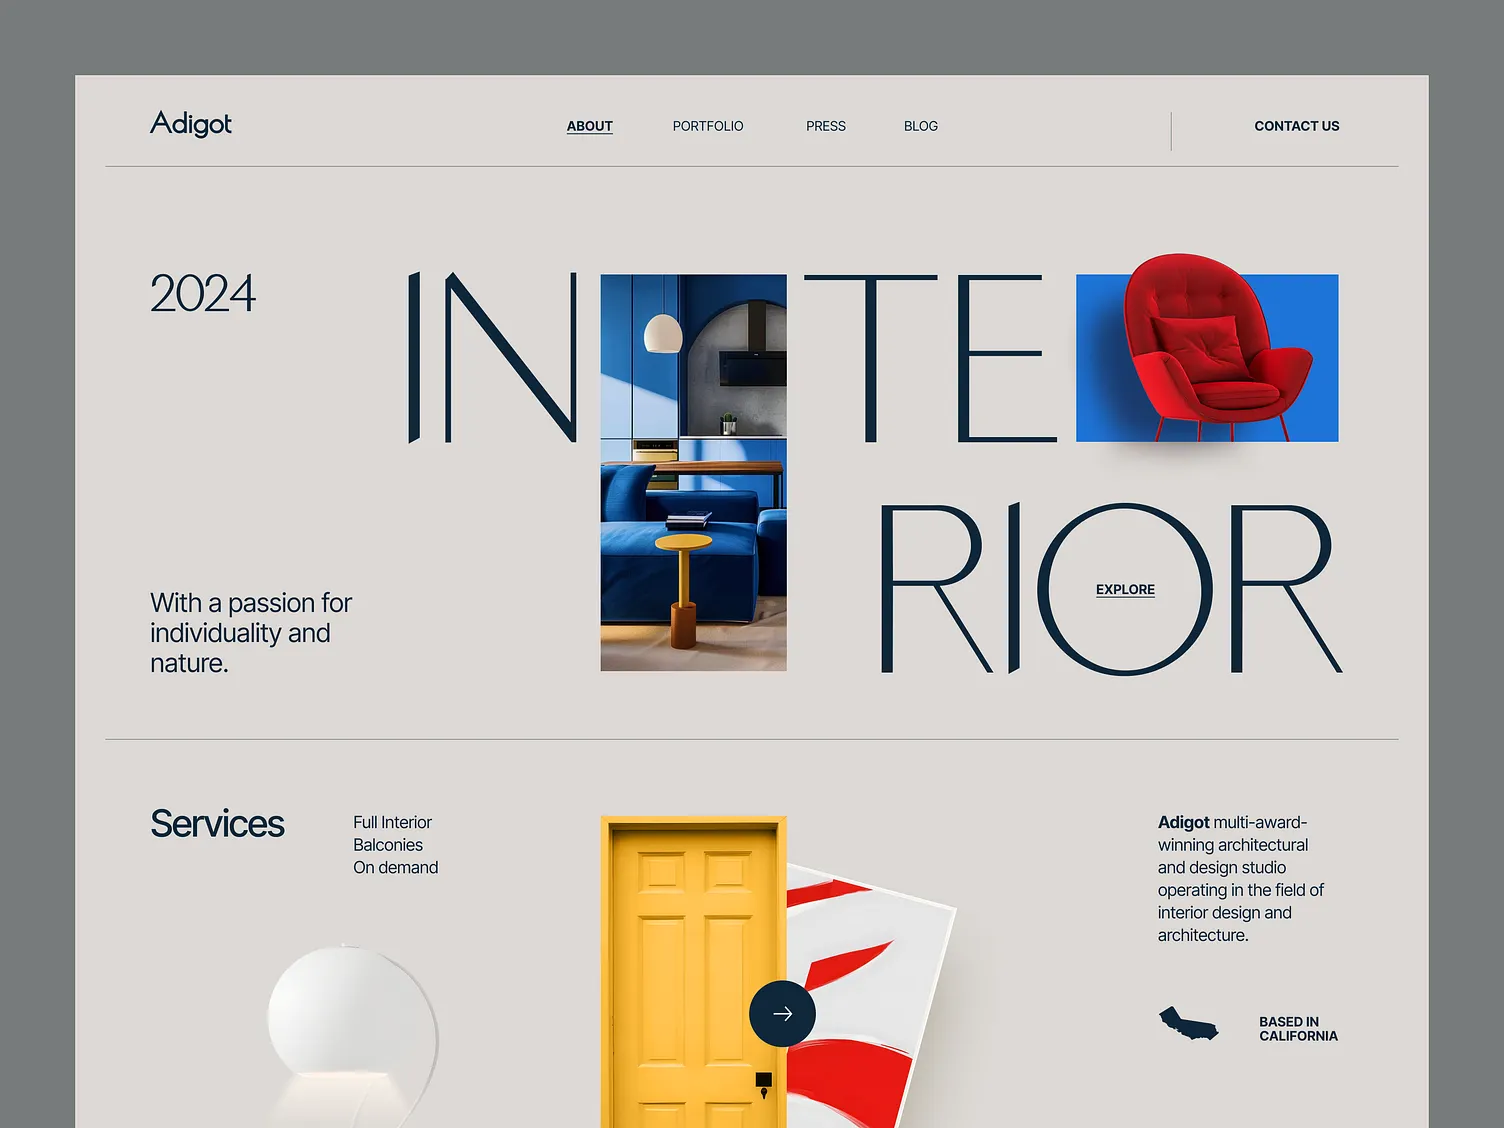 Adigot
ABOUT
PORTFOLIO
PRESS
BLOG
CONTACT US
2024
IN TE
RIOR
EXPLORE
With a passion for
individuality and
nature.
Services
Full Interior
Balconies
On demand
Adigot multi-award-
winning architectural
and design studio
operating in the field of
interior design and
architecture.
BASED IN
CALIFORNIA